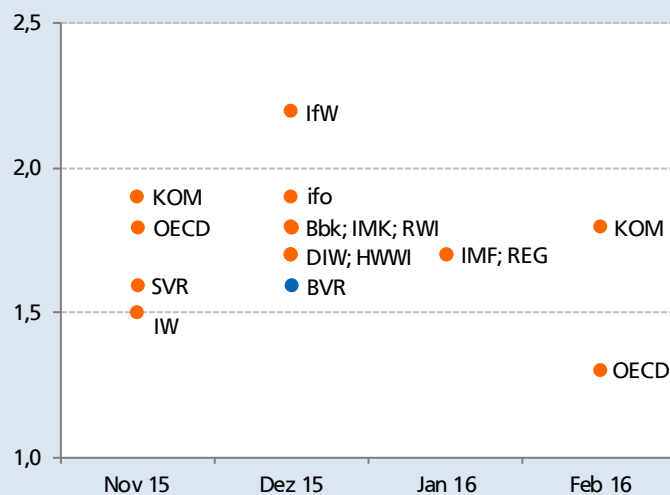 2,5
IfW
2,0
KOM
ifo
OECD
Bbk; IMK; RWI
KOM
DIW; HWWI
IMF; REG
SVR
BVR
1,5
IW
OECD
1,0
Nov 15
Dez 15
Jan 16
Feb 16